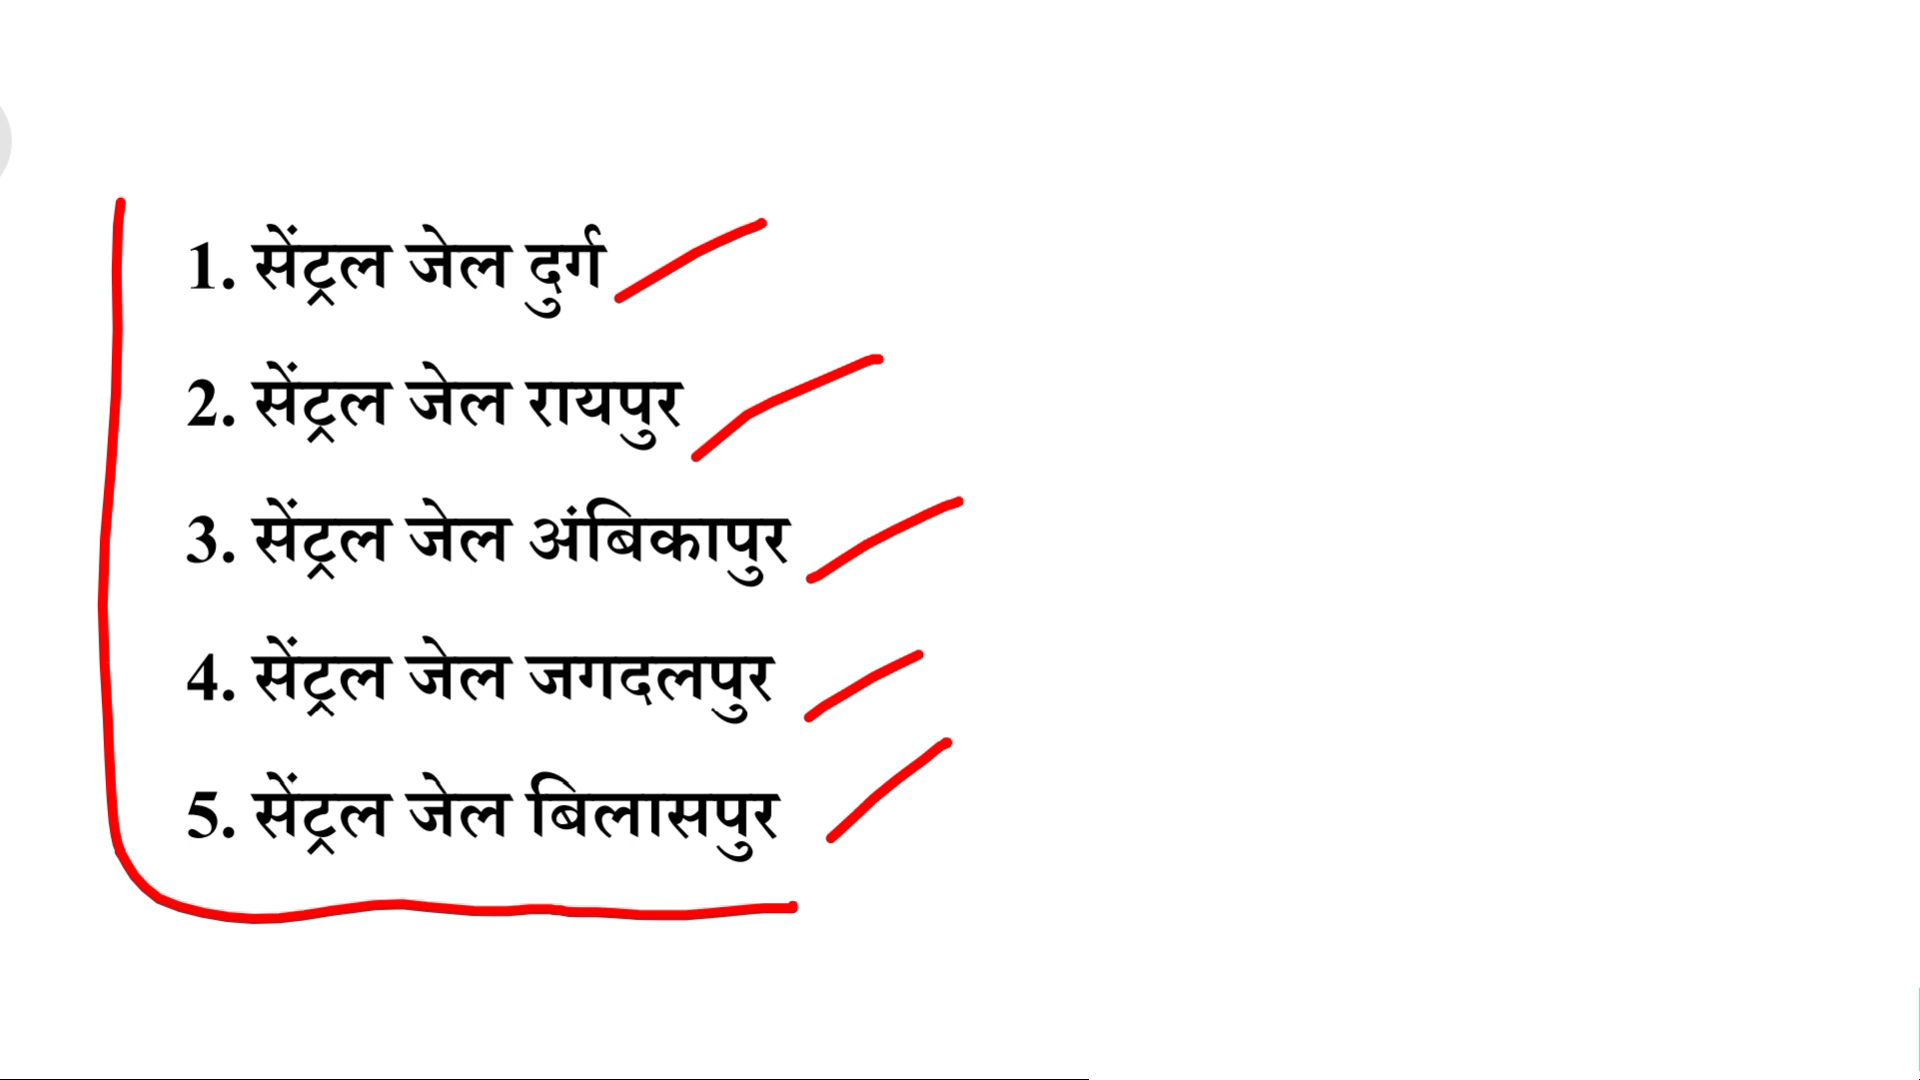 1. सेंट्रल जेल दुर्ग
2. सेंट्रल जेल रायपुर
3. सेंट्रल जेल अंबिकापुर
4. सेंट्रल जेल जगदलपुर
5. सेंट्रल जेल बिलासपुर